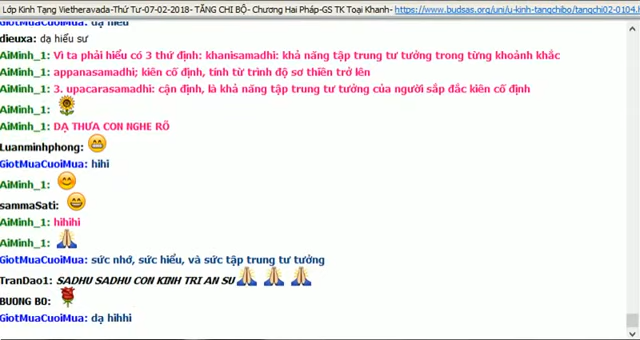 Lớp Kinh Tạng Vietheravada-Thứ Tư-07-02-2018- TĂNG CHI BỘ- Chương Hai Pháp-GS TK Toại Khanh- https://www.budsas.org/uni/u-kinh-tangchibo/tangchi02-0104.h
dieuxa: dạ hiểu sư
AiMinh_1: Vì ta phải hiểu có 3 thứ định: khanisamadhi: khả năng tập trung tư tưởng trong từng khoảnh khắc
AiMinh_1: appanasamadhi; kiên cố định, tính từ trình độ sơ thiền trở lên
AiMinh_1: 3. upacarasamadhi: cận định, là khả năng tập trung tư tưởng của người sắp đắc kiên cố định
AiMinh_1:
AiMinh_1: DẠ THƯA CON NGHE RÕ
Luanminhphong:
GiotMuaCuoiMua: hihi
AiMinh_1:
sammaSati:
AiMinh_1: hihihi
AiMinh_1:
GiotMuaCuoiMua: sức nhớ, sức hiểu, và sức tập trung tư tưởng
TranDao1: SADHU SADHU CON KINH TRI AN SU
BUONG BO:
GiotMuaCuoiMua: dạ hihhi